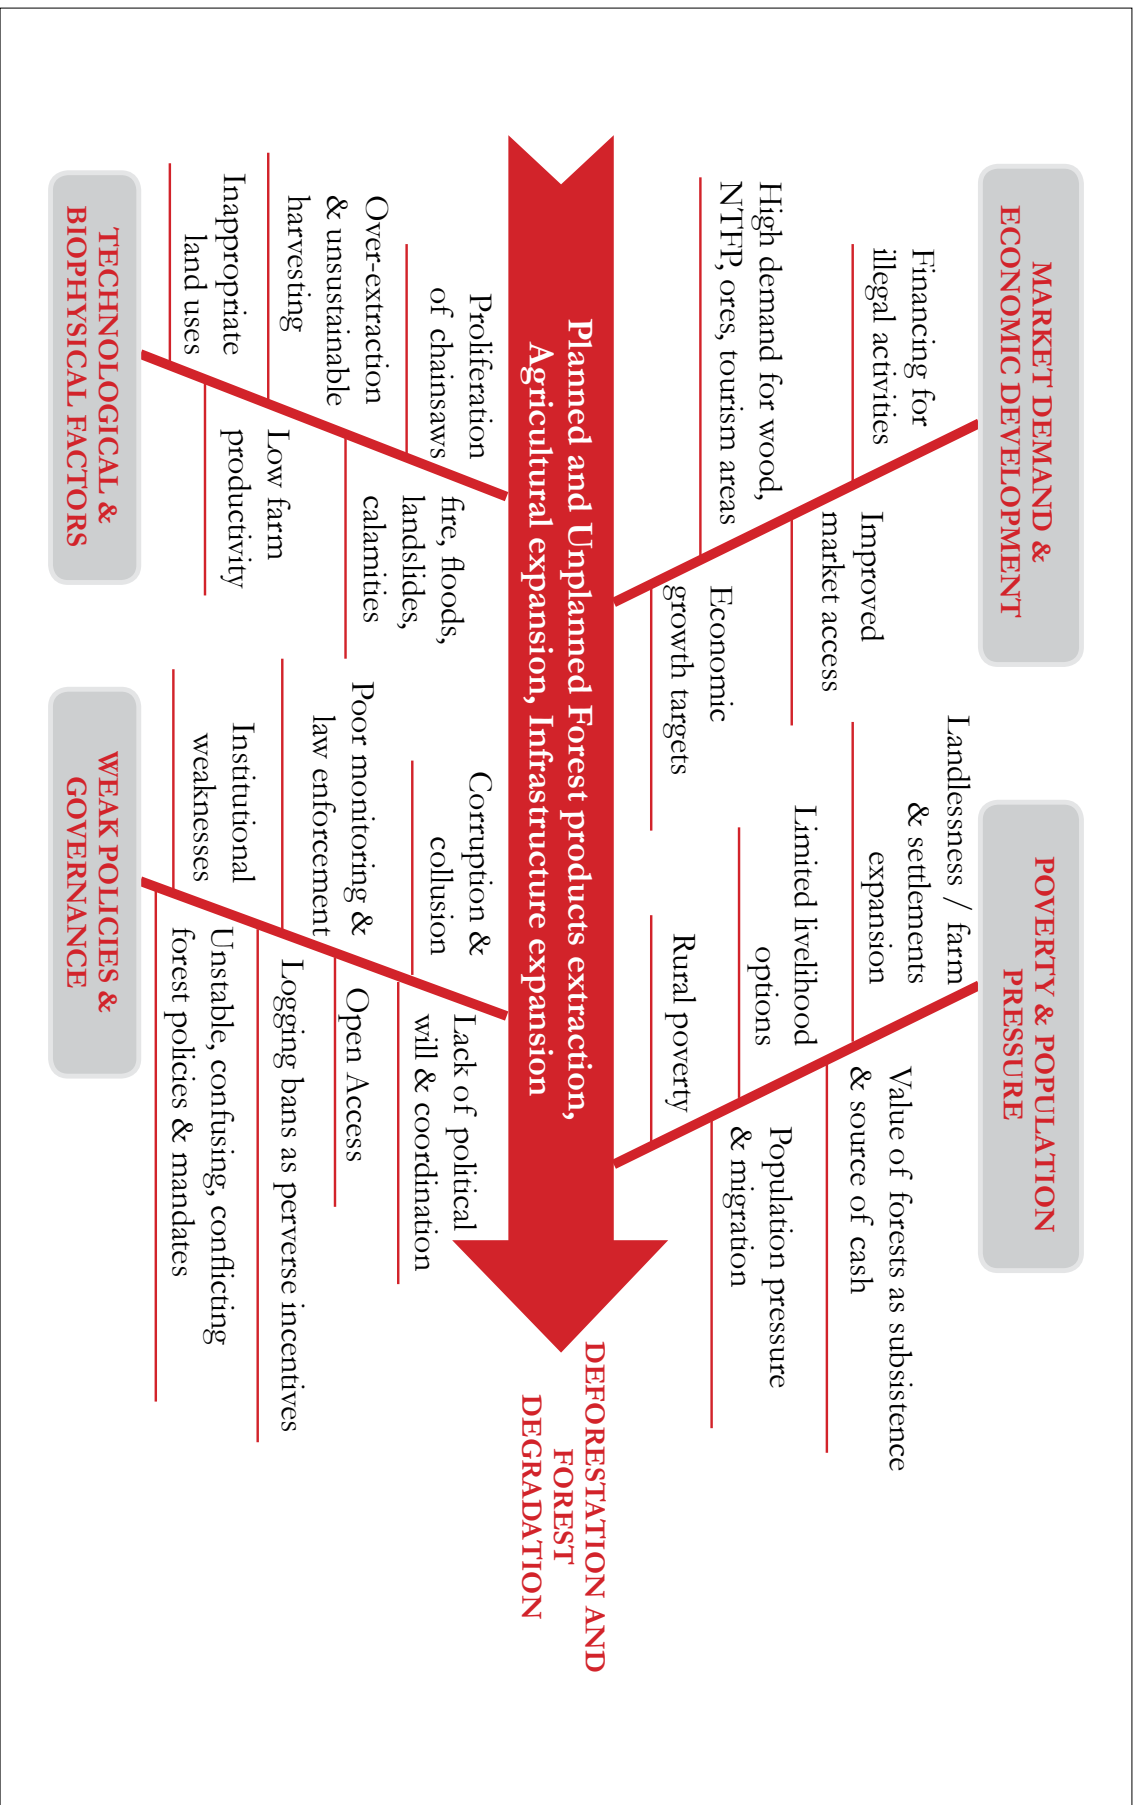 MARKET DEMAND &
ECONOMIC DEVELOPMENT
Financing for
illegal activities
High demand for wood,
NTFP, ores, tourism areas
Improved
market access
Economic
growth targets
POVERTY & POPULATION
PRESSURE
Landlessness / farm
& settlements
expansion
Limited livelihood
options
Rural poverty
Value of forests as subsistence
& source of cash
Population pressure
& migration
Planned and Unplanned Forest products extraction,
Agricultural expansion, Infrastructure expansion
DEFORESTATION AND
FOREST
DEGRADATION
Proliferation
of chainsaws
Over-extraction
& unsustainable
harvesting
Inappropriate
land uses
fire, floods,
landslides,
calamities
Low farm
productivity
TECHNOLOGICAL &
BIOPHYSICAL FACTORS
Corruption &
collusion
Poor monitoring &
law enforcement
Institutional
weaknesses
Lack of political
will & coordination
Open Access
Logging bans as perverse incentives
Unstable, confusing, conflicting
forest policies & mandates
WEAK POLICIES &
GOVERNANCE